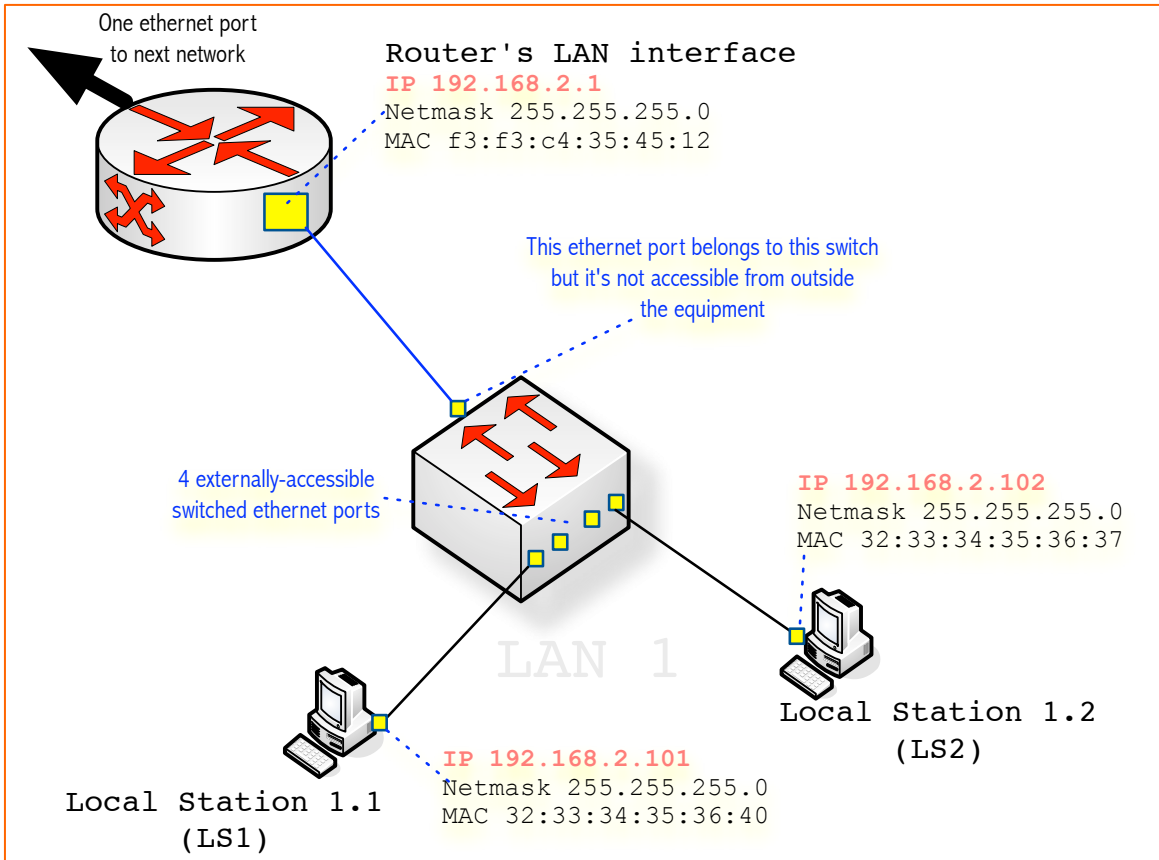 One ethernet port
to next network
Router's LAN interface
IP 192.168.2.1
Netmask 255.255.255.0
MAC f3:f3:c4:35:45:12
This ethernet port belongs to this switch
but it's not accessible from outside
the equipment
4 externally-accessible
switched ethernet ports
IP 192.168.2.102
Netmask 255.255.255.0
MAC 32:33:34:35:36:37
LAN 1
Local Station 1.2
(LS2)
IP 192.168.2.101
Netmask 255.255.255.0
MAC 32:33:34:35:36:40
Local Station 1.1
(LS1)